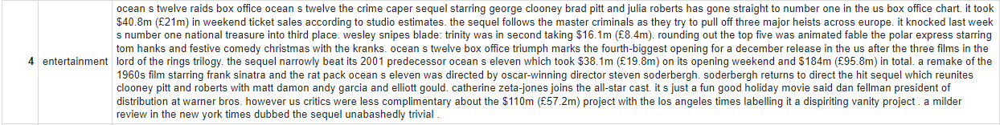 ocean s twelve raids box office ocean s twelve the crime caper sequel starring george clooney brad pitt and julia roberts has gone straight to number one in the us box office chart. it took
$40.8m (£21m) in weekend ticket sales according to studio estimates. the sequel follows the master criminals as they try to pull off three major heists across europe. it knocked last week
s number one national treasure into third place. wesley snipes blade: trinity was in second taking $16.1m (£8.4m). rounding out the top five was animated fable the polar express starring
tom hanks and festive comedy christmas with the kranks. ocean s twelve box office triumph marks the fourth-biggest opening for a december release in the us after the three films in the
4 entertainment lord of the rings trilogy. the sequel narrowly beat its 2001 predecessor ocean s eleven which took $38.1m (£19.8m) on its opening weekend and $184m (£95.8m) in total. a remake of the
1960s film starring frank sinatra and the rat pack ocean s eleven was directed by oscar-winning director steven soderbergh. soderbergh returns to direct the hit sequel which reunites
clooney pitt and roberts with matt damon andy garcia and elliott gould. catherine zeta-jones joins the all-star cast. it s just a fun good holiday movie said dan fellman president of
distribution at warner bros. however us critics were less complimentary about the $110m (£57.2m) project with the los angeles times labelling it a dispiriting vanity project . a milder
review in the new york times dubbed the sequel unabashedly trivial .